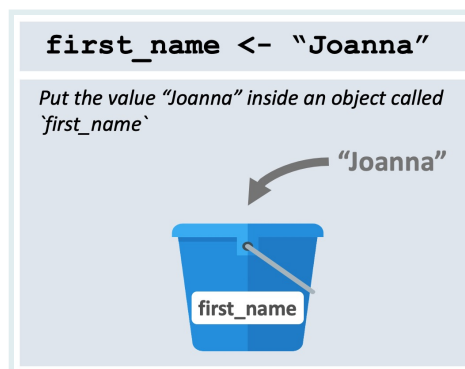 first_name <- “Joanna”
Put the value “Joanna” inside an object called
`first_name`
“Joanna”
first_name